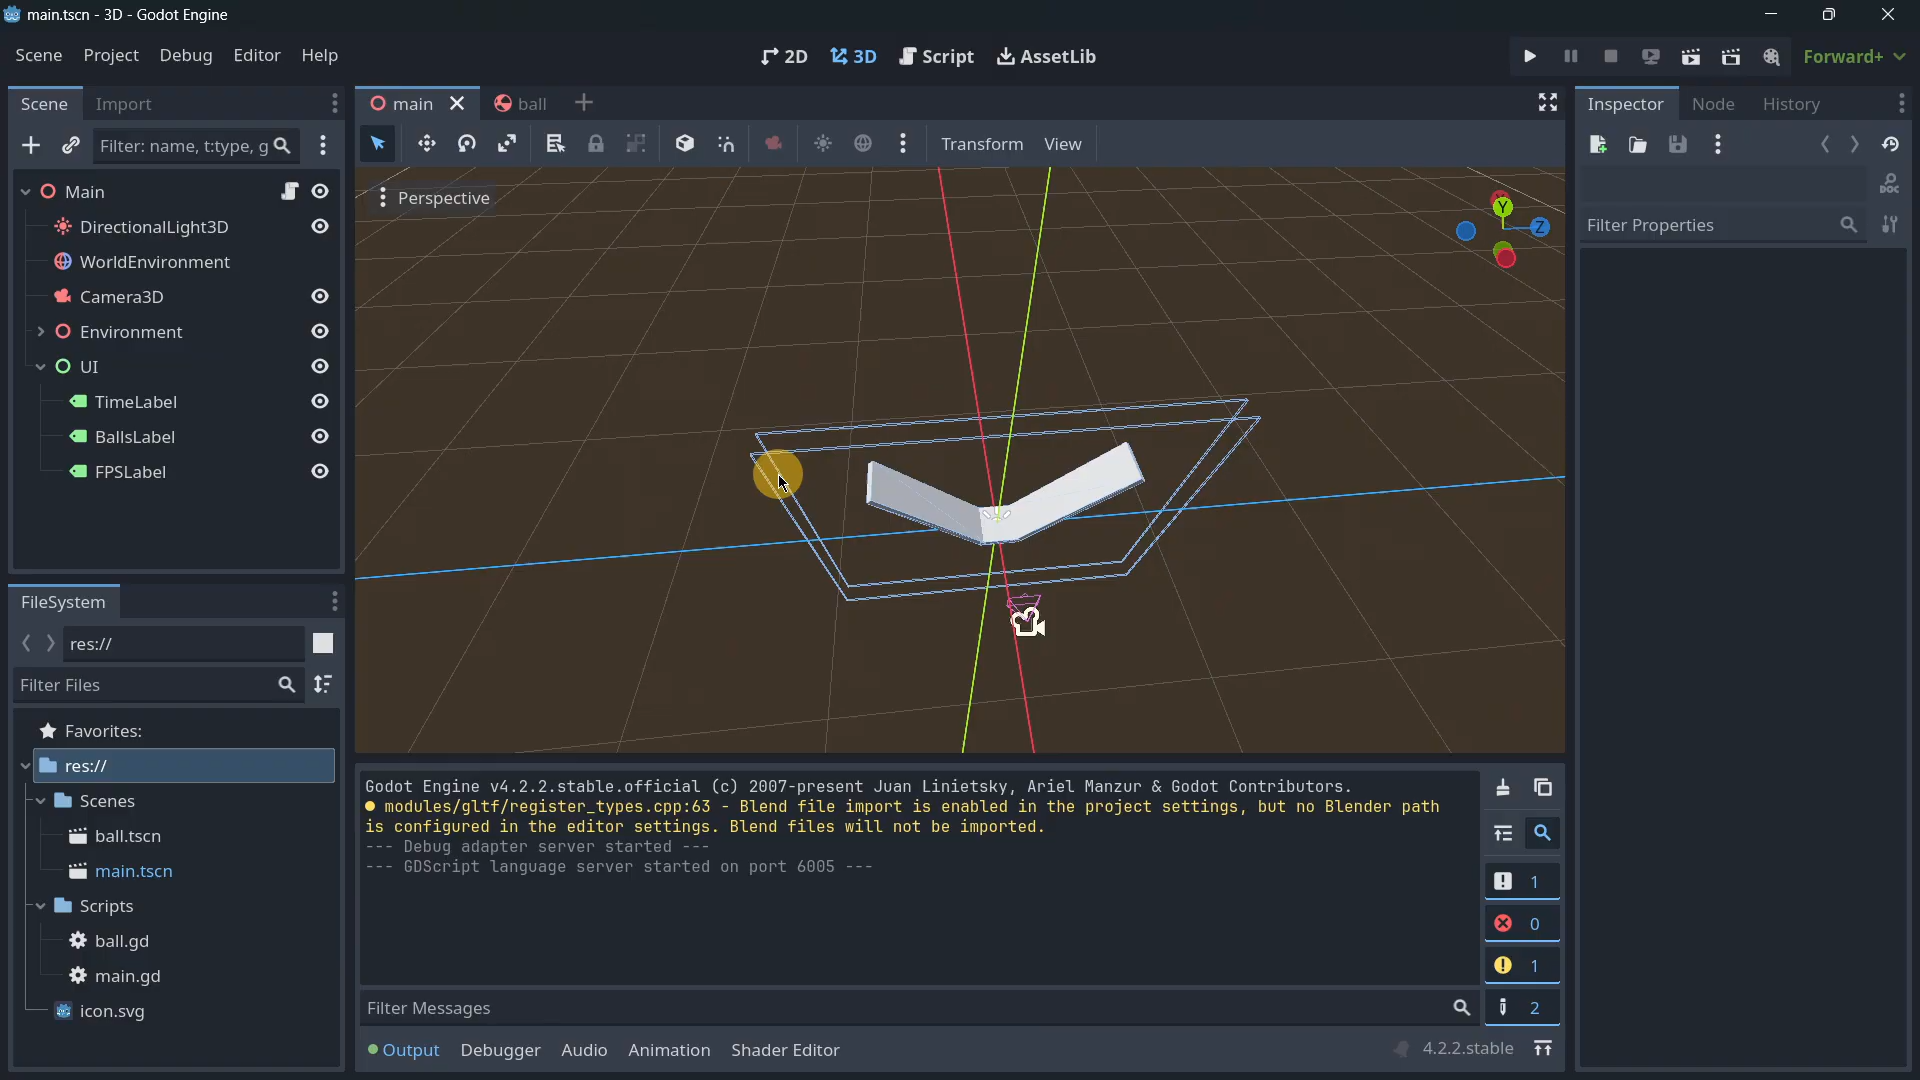 main.tscn - 3D - Godot Engine
Scene Project Debug Editor Help
2D 3D Script AssetLib
Forward+
Scene Import
main ball
Inspector Node History
Filter: name, t:type, g
Transform View
Main
DirectionalLight3D
WorldEnvironment
Camera3D
Environment
UI
TimeLabel
BallsLabel
FPSLabel
Perspective
Y
Z
DOC
Filter Properties
FileSystem
res://
Filter Files
Favorites:
res://
Scenes
ball.tscn
main.tscn
Scripts
ball.gd
main.gd
icon.svg
Godot Engine v4.2.2.stable.official (c) 2007-present Juan Linietsky, Ariel Manzur & Godot Contributors.
modules/gltf/register_types.cpp:63 - Blend file import is enabled in the project settings, but no Blender path
is configured in the editor settings. Blend files will not be imported.
--- Debug adapter server started ---
--- GDScript language server started on port 6005 ---
1
0
1
2
Filter Messages
Output Debugger Audio Animation Shader Editor
4.2.2.stable